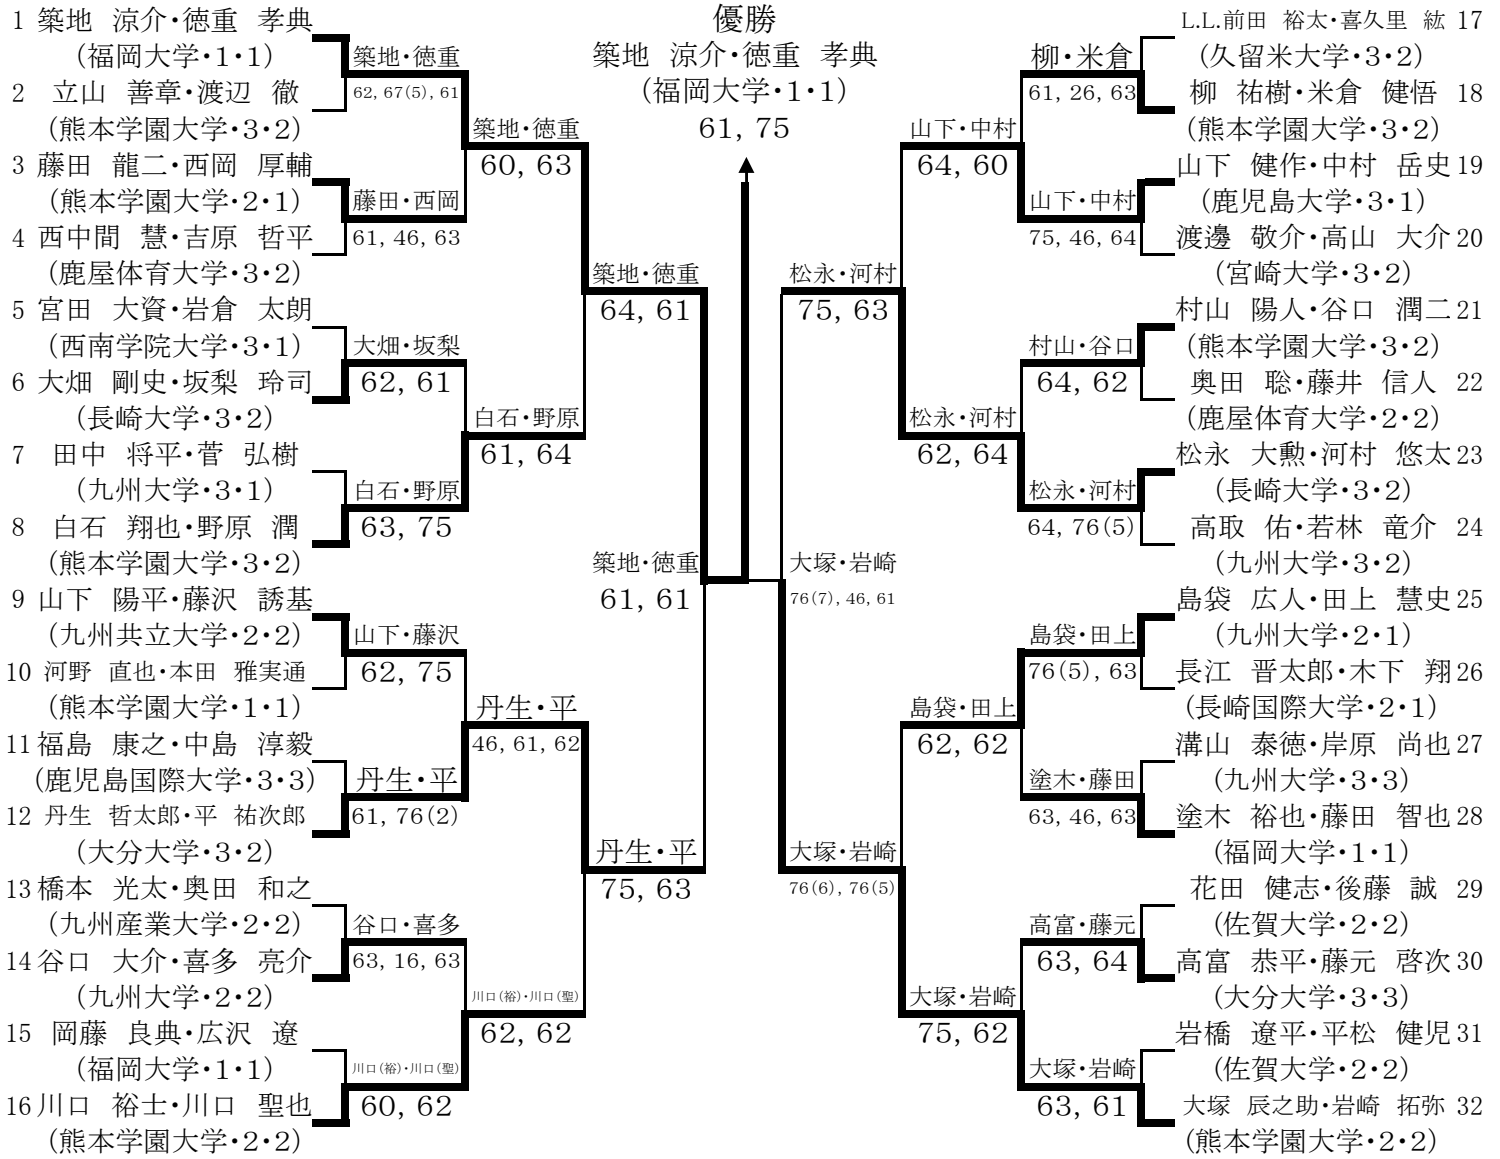 優勝
築地 涼介・徳重 孝典
(福岡大学・1・1)
61, 75
1 築地 涼介・徳重 孝典
(福岡大学・1・1)
2 立山 善章・渡辺 徹
(熊本学園大学・3・2)
3 藤田 龍二・西岡 厚輔
(熊本学園大学・2・1)
4 西中間 慧・吉原 哲平
(鹿屋体育大学・3・2)
5 宮田 大資・岩倉 太朗
(西南学院大学・3・1)
6 大畑 剛史・坂梨 玲司
(長崎大学・3・2)
7 田中 将平・菅 弘樹
(九州大学・3・1)
8 白石 翔也・野原 潤
(熊本学園大学・3・2)
9 山下 陽平・藤沢 誘基
(九州共立大学・2・2)
10 河野 直也・本田 雅実通
(熊本学園大学・1・1)
11 福島 康之・中島 淳毅
(鹿児島国際大学・3・3)
12 丹生 哲太郎・平 祐次郎
(大分大学・3・2)
13 橋本 光太・奥田 和之
(九州産業大学・2・2)
14 谷口 大介・喜多 亮介
(九州大学・2・2)
15 岡藤 良典・広沢 遼
(福岡大学・1・1)
16 川口 裕士・川口 聖也
(熊本学園大学・2・2)
築地・徳重
62, 67(5), 61
藤田・西岡
61, 46, 63
大畑・坂梨
62, 61
白石・野原
63, 75
山下・藤沢
62, 75
丹生・平
61, 76(2)
谷口・喜多
63, 16, 63
川口(裕)・川口(聖)
60, 62
築地・徳重
60, 63
白石・野原
61, 64
丹生・平
46, 61, 62
川口(裕)・川口(聖)
62, 62
築地・徳重
64, 61
丹生・平
75, 63
築地・徳重
61, 61
大塚・岩崎
76(7), 46, 61
松永・河村
75, 63
大塚・岩崎
76(6), 76(5)
山下・中村
64, 60
松永・河村
62, 64
島袋・田上
62, 62
大塚・岩崎
75, 62
柳・米倉
61, 26, 63
山下・中村
75, 46, 64
村山・谷口
64, 62
松永・河村
64, 76(5)
島袋・田上
76(5), 63
塗木・藤田
63, 46, 63
高富・藤元
63, 64
大塚・岩崎
63, 61
L.L.前田 裕太・喜久里 紘 17
(久留米大学・3・2)
柳 祐樹・米倉 健悟 18
(熊本学園大学・3・2)
山下 健作・中村 岳史 19
(鹿児島大学・3・1)
渡邊 敬介・高山 大介 20
(宮崎大学・3・2)
村山 陽人・谷口 潤二 21
(熊本学園大学・3・2)
奥田 聡・藤井 信人 22
(鹿屋体育大学・2・2)
松永 大勲・河村 悠太 23
(長崎大学・3・2)
高取 佑・若林 竜介 24
(九州大学・3・2)
島袋 広人・田上 慧史 25
(九州大学・2・1)
長江 晋太郎・木下 翔 26
(長崎国際大学・2・1)
溝山 泰徳・岸原 尚也 27
(九州大学・3・3)
塗木 裕也・藤田 智也 28
(福岡大学・1・1)
花田 健志・後藤 誠 29
(佐賀大学・2・2)
高富 恭平・藤元 啓次 30
(大分大学・3・3)
岩橋 遼平・平松 健児 31
(佐賀大学・2・2)
大塚 辰之助・岩崎 拓弥 32
(熊本学園大学・2・2)